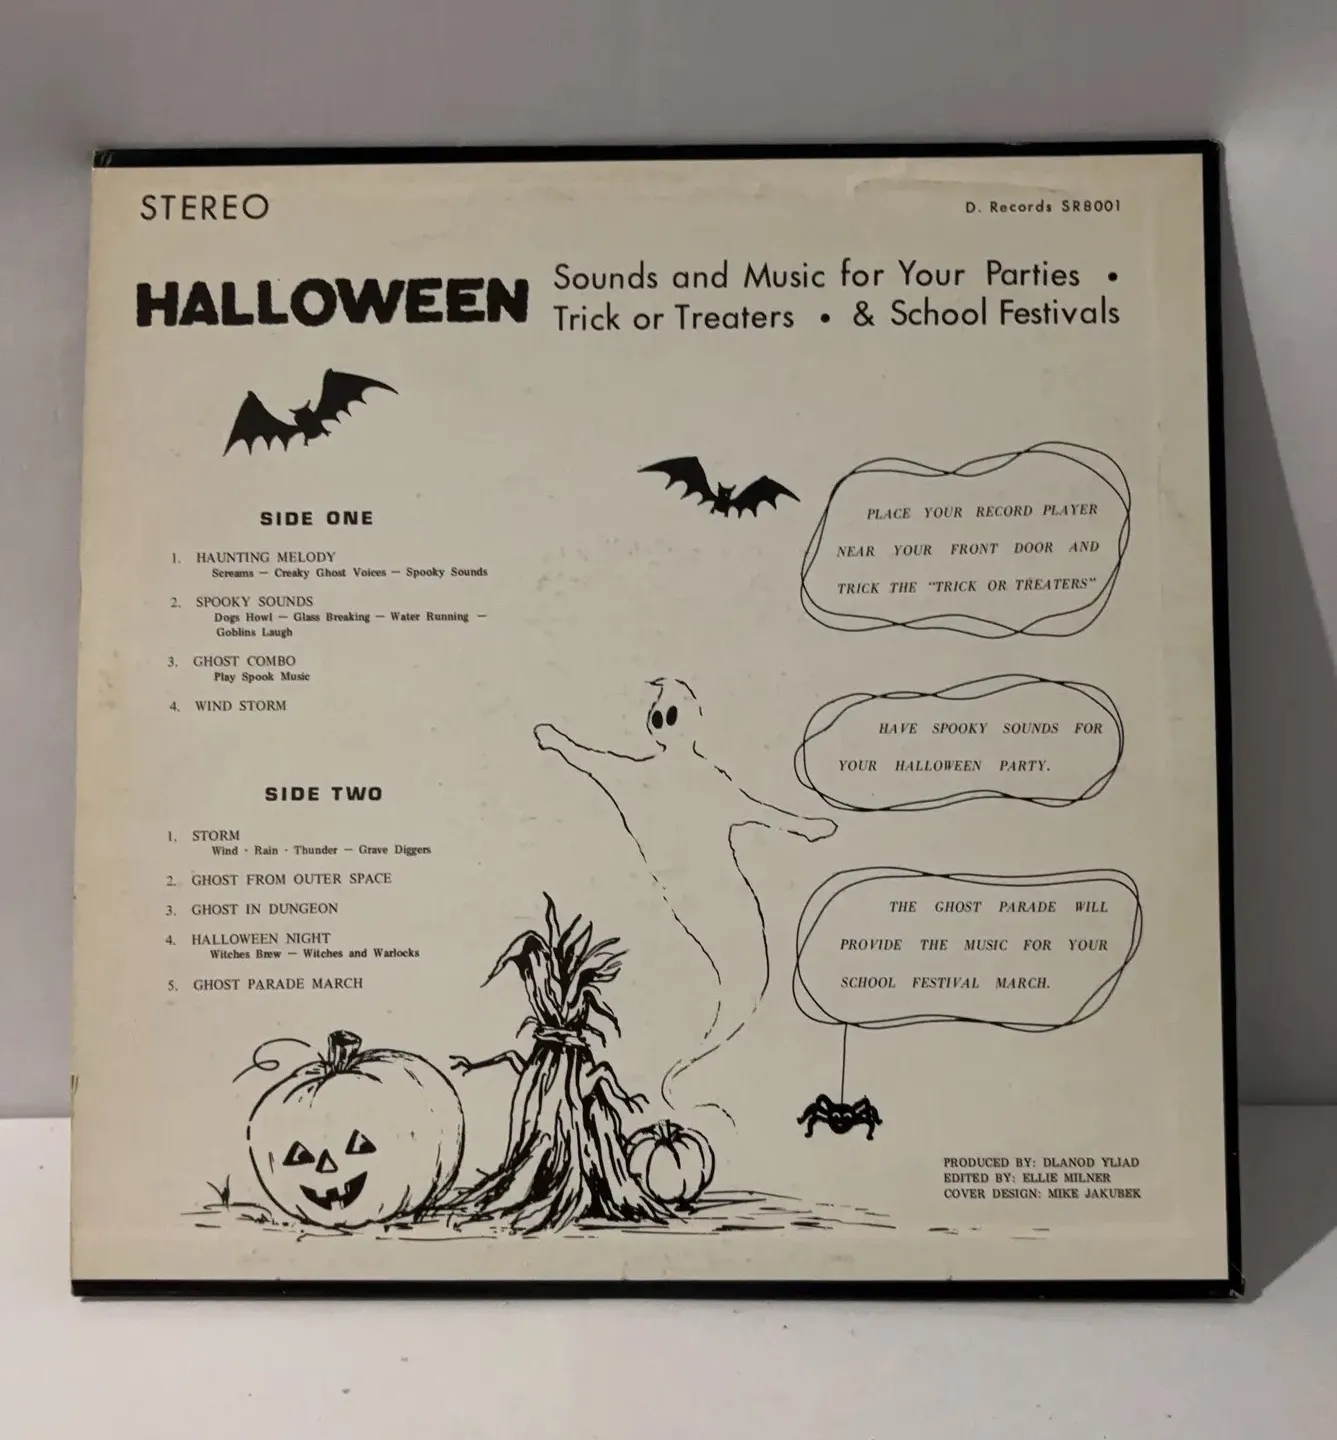 STEREO
D. Records SR8001
HALLOWEEN
Sounds and Music for Your Parties •
Trick or Treaters • & School Festivals
SIDE ONE
1. HAUNTING MELODY
Screams — Creaky Ghost Voices — Spooky Sounds
2. SPOOKY SOUNDS
Dogs Howl — Glass Breaking — Water Running —
Goblins Laugh
3. GHOST COMBO
Play Spook Music
4. WIND STORM
SIDE TWO
1. STORM
Wind · Rain · Thunder — Grave Diggers
2. GHOST FROM OUTER SPACE
3. GHOST IN DUNGEON
4. HALLOWEEN NIGHT
Witches Brew — Witches and Warlocks
5. GHOST PARADE MARCH
PLACE YOUR RECORD PLAYER
NEAR YOUR FRONT DOOR AND
TRICK THE "TRICK OR TREATERS"
HAVE SPOOKY SOUNDS FOR
YOUR HALLOWEEN PARTY.
THE GHOST PARADE WILL
PROVIDE THE MUSIC FOR YOUR
SCHOOL FESTIVAL MARCH.
PRODUCED BY: DLANOD YLIAD
EDITED BY: ELLIE MILNER
COVER DESIGN: MIKE JAKUBEK